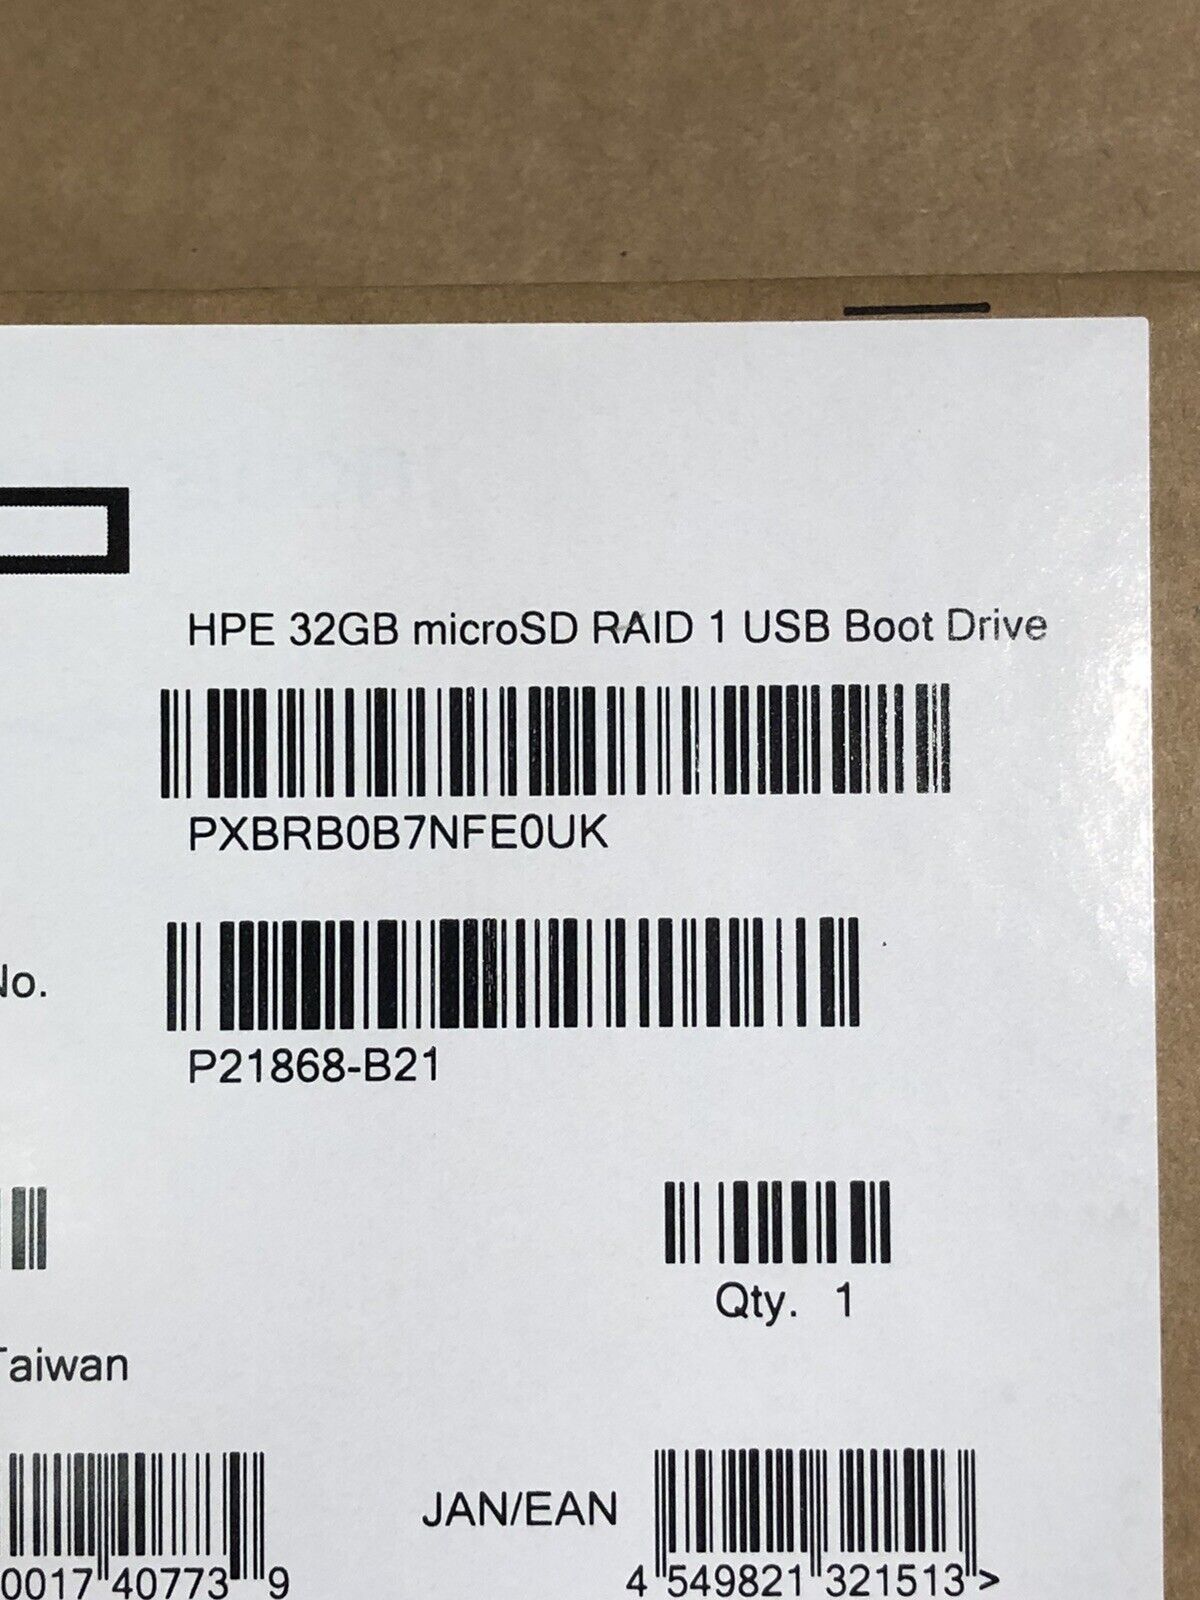 HPE 32GB microSD RAID 1 USB Boot Drive
PXBRB0B7NFE0UK
No.
P21868-B21
Qty. 1
Taiwan
0017 40773 9
JAN/EAN
4 549821 321513 >